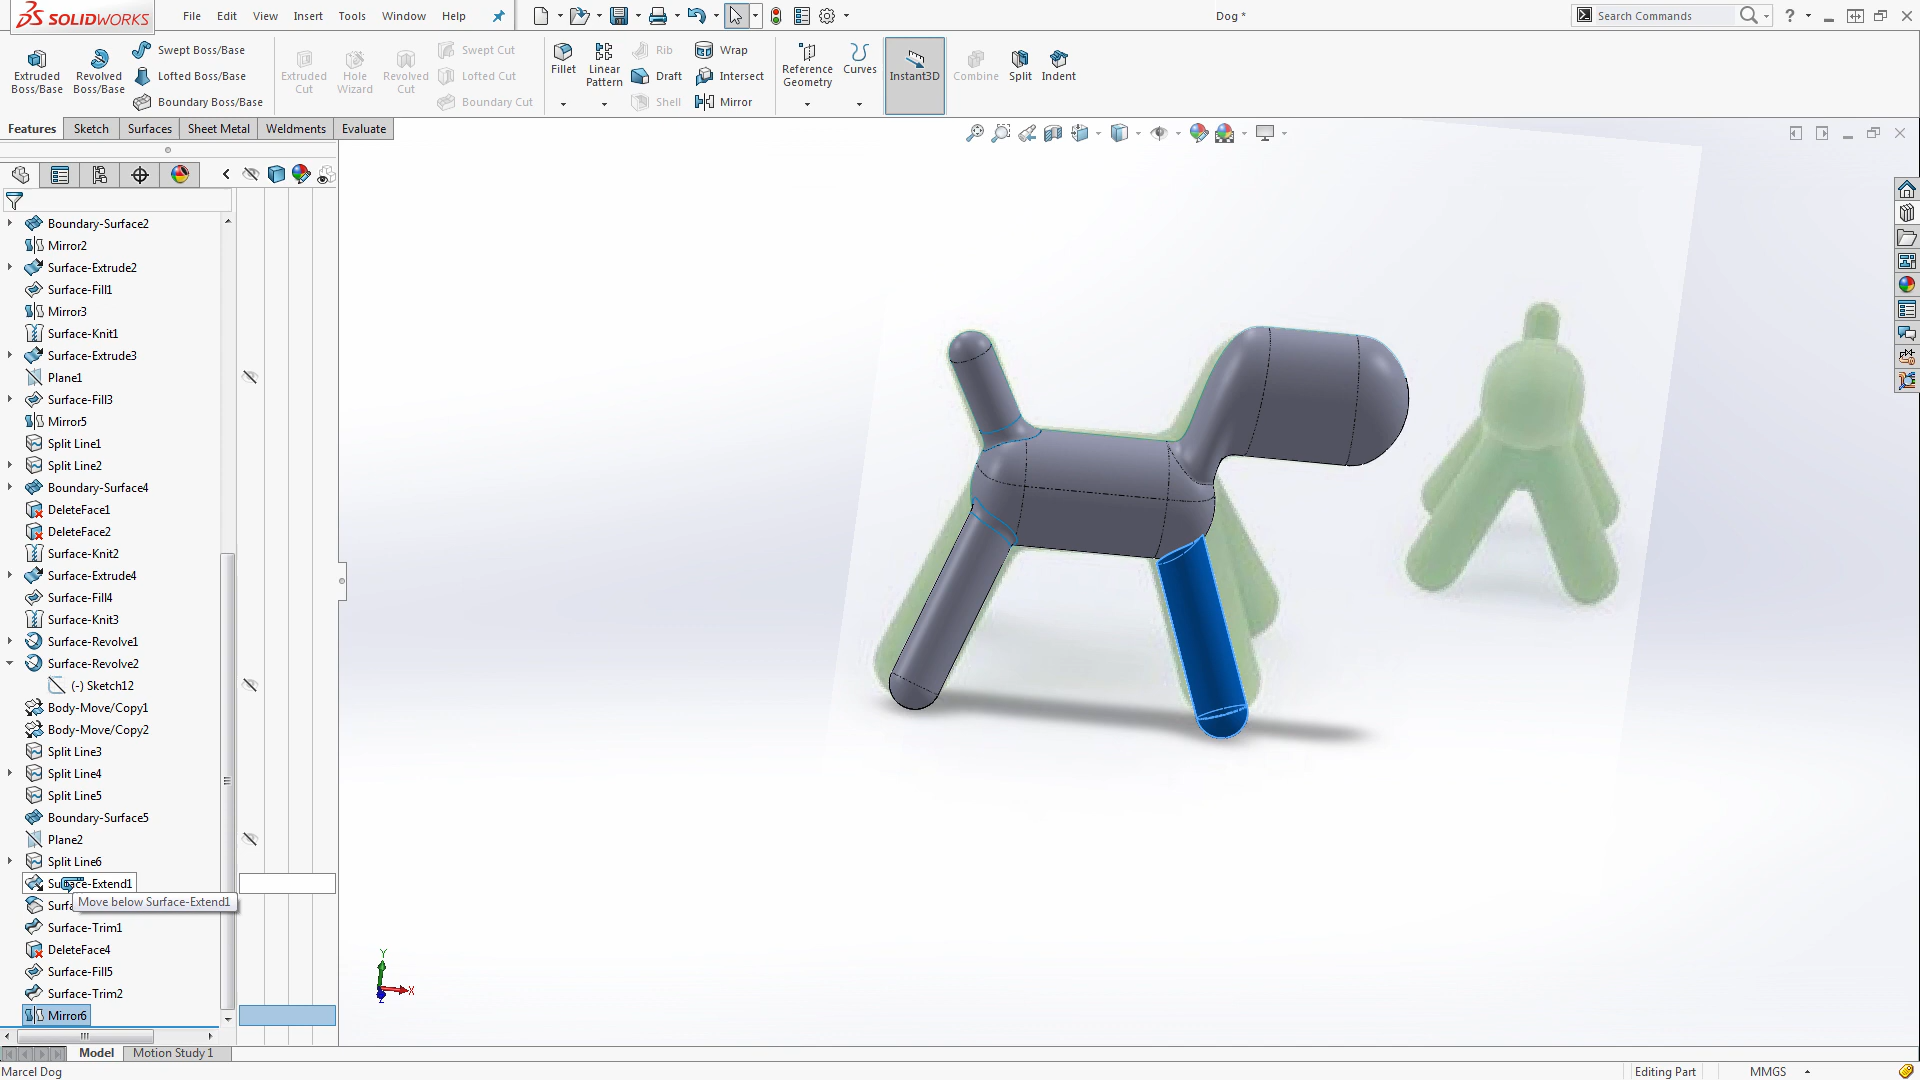 SOLIDWORKS
File Edit View Insert Tools Window Help
Dog *
Search Commands
Extruded Boss/Base
Revolved Boss/Base
Swept Boss/Base
Lofted Boss/Base
Boundary Boss/Base
Extruded Cut
Hole Wizard
Revolved Cut
Swept Cut
Lofted Cut
Boundary Cut
Fillet
Linear Pattern
Rib
Draft
Shell
Wrap
Intersect
Mirror
Reference Geometry
Curves
Instant3D
Combine
Split
Indent
Features Sketch Surfaces Sheet Metal Weldments Evaluate
Boundary-Surface2
Mirror2
Surface-Extrude2
Surface-Fill1
Mirror3
Surface-Knit1
Surface-Extrude3
Plane1
Surface-Fill3
Mirror5
Split Line1
Split Line2
Boundary-Surface4
DeleteFace1
DeleteFace2
Surface-Knit2
Surface-Extrude4
Surface-Fill4
Surface-Knit3
Surface-Revolve1
Surface-Revolve2
(-) Sketch12
Body-Move/Copy1
Body-Move/Copy2
Split Line3
Split Line4
Split Line5
Boundary-Surface5
Plane2
Split Line6
Surface-Extend1
Move below Surface-Extend1
Surface-Trim1
DeleteFace4
Surface-Fill5
Surface-Trim2
Mirror6
Y
X
Z
Model Motion Study 1
Marcel Dog
Editing Part
MMGS